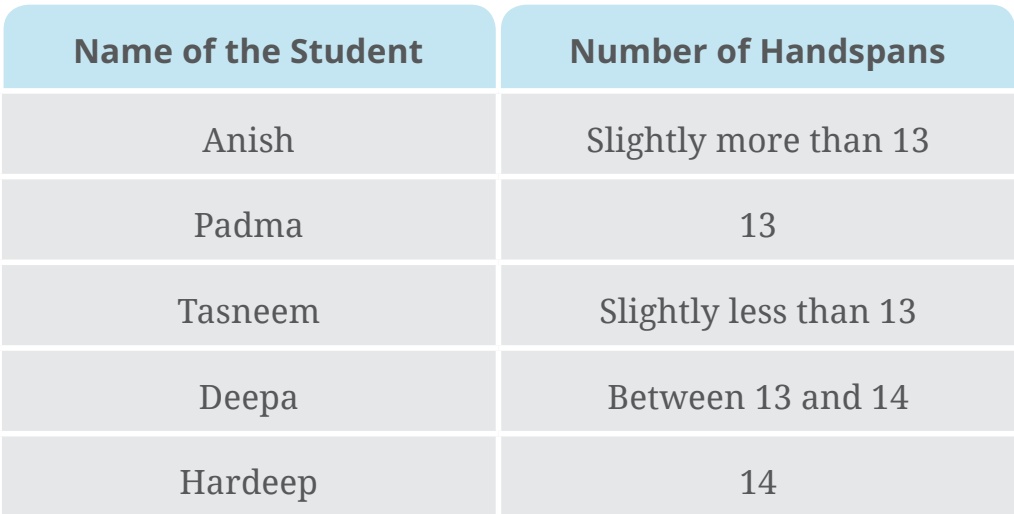 Name of the Student Number of Handspans
Anish Slightly more than 13
Padma 13
Tasneem Slightly less than 13
Deepa Between 13 and 14
Hardeep 14